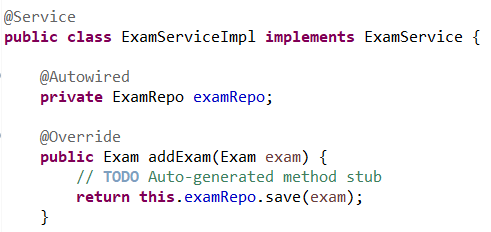 @Service
public class ExamServiceImpl implements ExamService {
@Autowired
private ExamRepo examRepo;
@Override
public Exam addExam(Exam exam) {
// TODO Auto-generated method stub
return this.examRepo.save(exam);
}